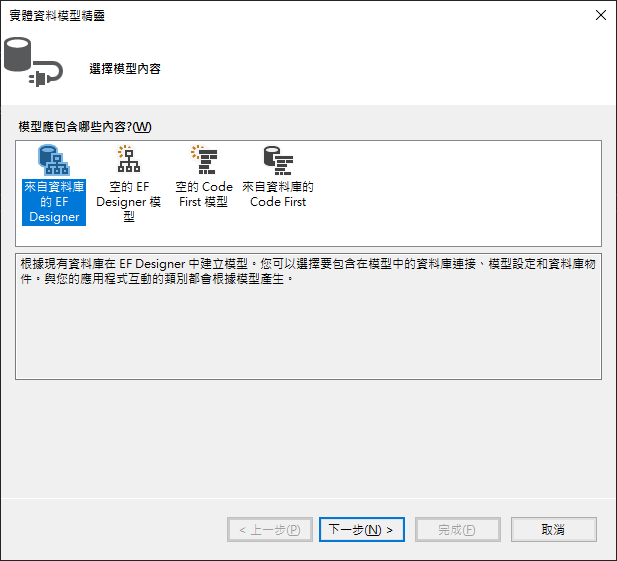 實體資料模型精靈
選擇模型內容
模型應包含哪些內容?(W)
來自資料庫
的 EF
Designer
空的 EF
Designer 模
型
空的 Code
First 模型
來自資料庫的
Code First
根據現有資料庫在 EF Designer 中建立模型。您可以選擇要包含在模型中的資料庫連接、模型設定和資料庫物
件。與您的應用程式互動的類別都會根據模型產生。
< 上一步(P)
下一步(N) >
完成(F)
取消